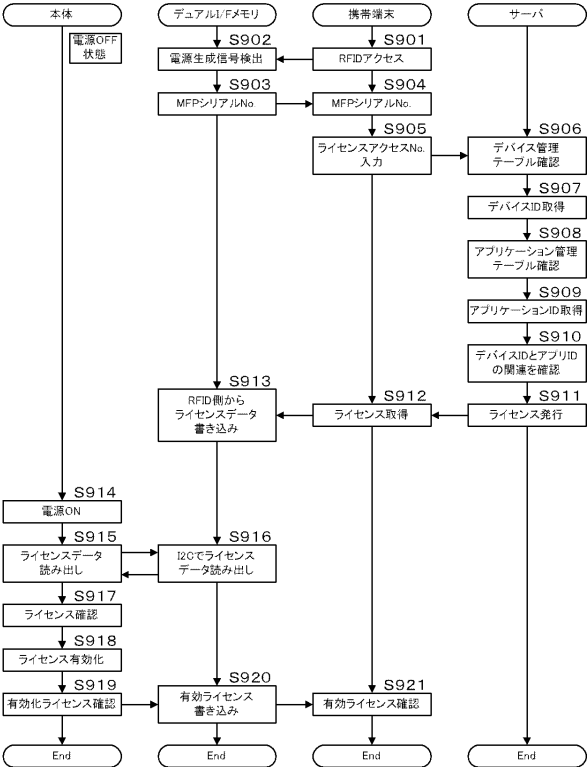 本体
デュアルI/Fメモリ
携帯端末
サーバ
電源OFF
状態
S902
電源生成信号検出
S901
RFIDアクセス
S903
MFPシリアルNo.
S904
MFPシリアルNo.
S905
ライセンスアクセスNo.
入力
S906
デバイス管理
テーブル確認
S907
デバイスID取得
S908
アプリケーション管理
テーブル確認
S909
アプリケーションID取得
S910
デバイスIDとアプリID
の関連を確認
S913
RFID側から
ライセンスデータ
書き込み
S912
ライセンス取得
S911
ライセンス発行
S914
電源ON
S915
ライセンスデータ
読み出し
S916
I2Cでライセンス
データ読み出し
S917
ライセンス確認
S918
ライセンス有効化
S919
有効化ライセンス確認
S920
有効ライセンス
書き込み
S921
有効ライセンス確認
End
End
End
End